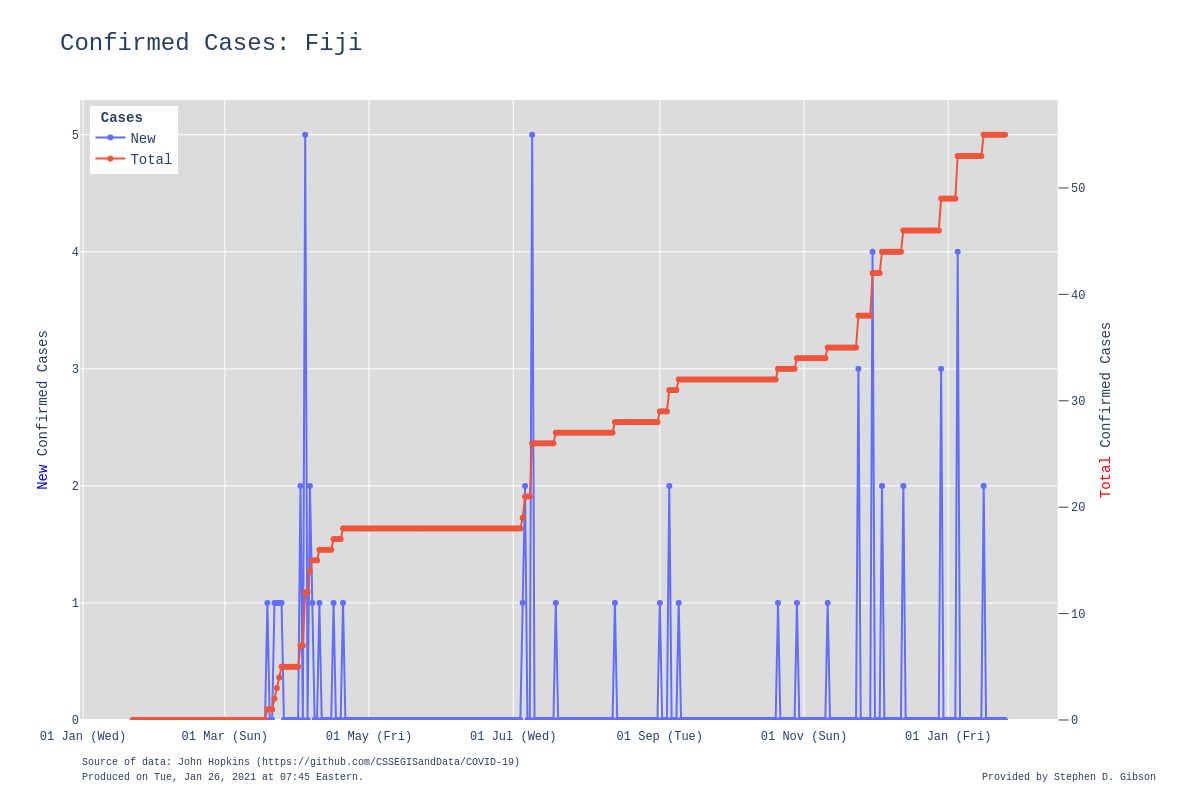 Confirmed Cases: Fiji
Cases
New
Total
5
4
3
2
1
0
New Confirmed Cases
50
40
30
20
10
0
Total Confirmed Cases
01 Jan (Wed)
01 Mar (Sun)
01 May (Fri)
01 Jul (Wed)
01 Sep (Tue)
01 Nov (Sun)
01 Jan (Fri)
Source of data: John Hopkins (https://github.com/CSSEGISandData/COVID-19)
Produced on Tue, Jan 26, 2021 at 07:45 Eastern.
Provided by Stephen D. Gibson